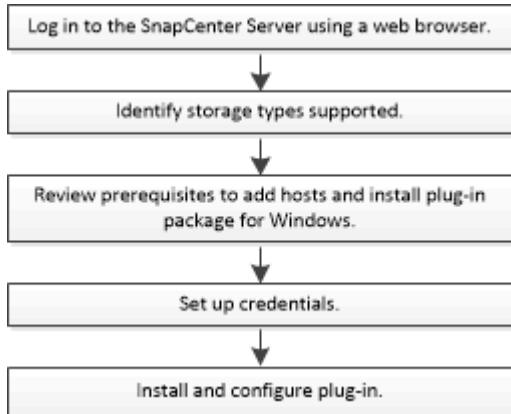 Log in to the SnapCenter Server using a web browser.
Identify storage types supported.
Review prerequisites to add hosts and install plug-in
package for Windows.
Set up credentials.
Install and configure plug-in.